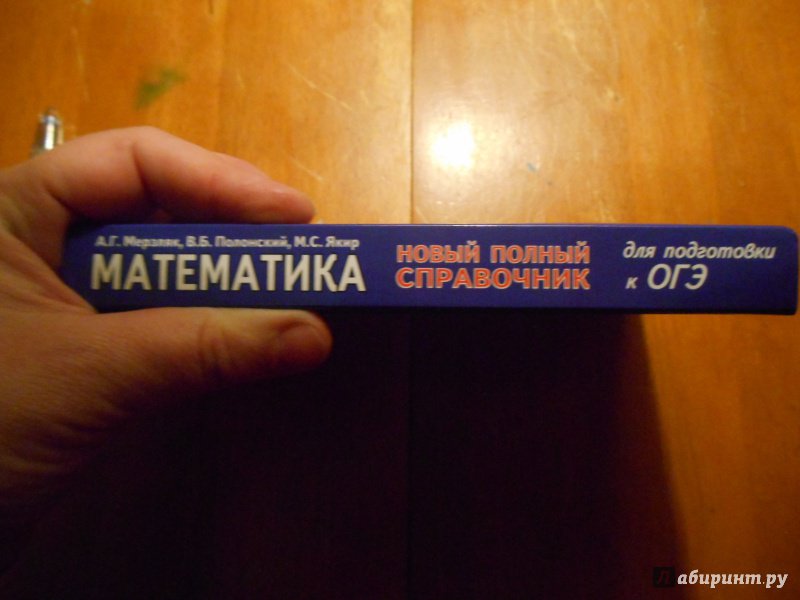 А.Г. Мерзляк, В.Б. Полонский, М.С. Якир
МАТЕМАТИКА
НОВЫЙ ПОЛНЫЙ
СПРАВОЧНИК
для подготовки
к ОГЭ
Лабиринт.ру